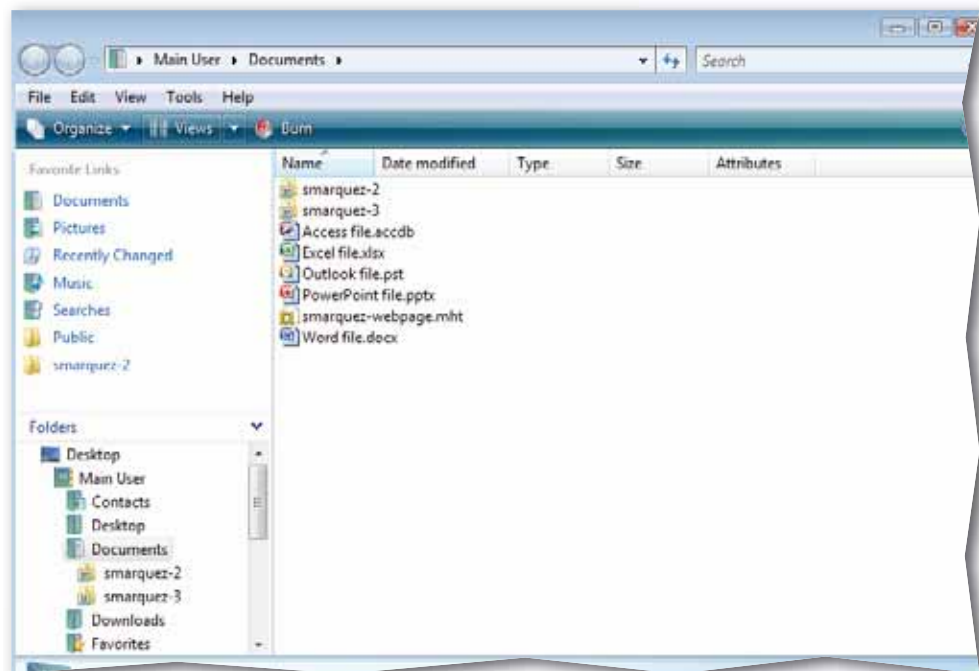 Main User Documents
Search
File Edit View Tools Help
Organize Views Burn
Favorite Links
Documents
Pictures
Recently Changed
Music
Searches
Public
smarquez-2
Folders
Desktop
Main User
Contacts
Desktop
Documents
smarquez-2
smarquez-3
Downloads
Favorites
Name Date modified Type Size Attributes
smarquez-2
smarquez-3
Access file.accdb
Excel file.xlsx
Outlook file.pst
PowerPoint file.pptx
smarquez-webpage.mht
Word file.docx